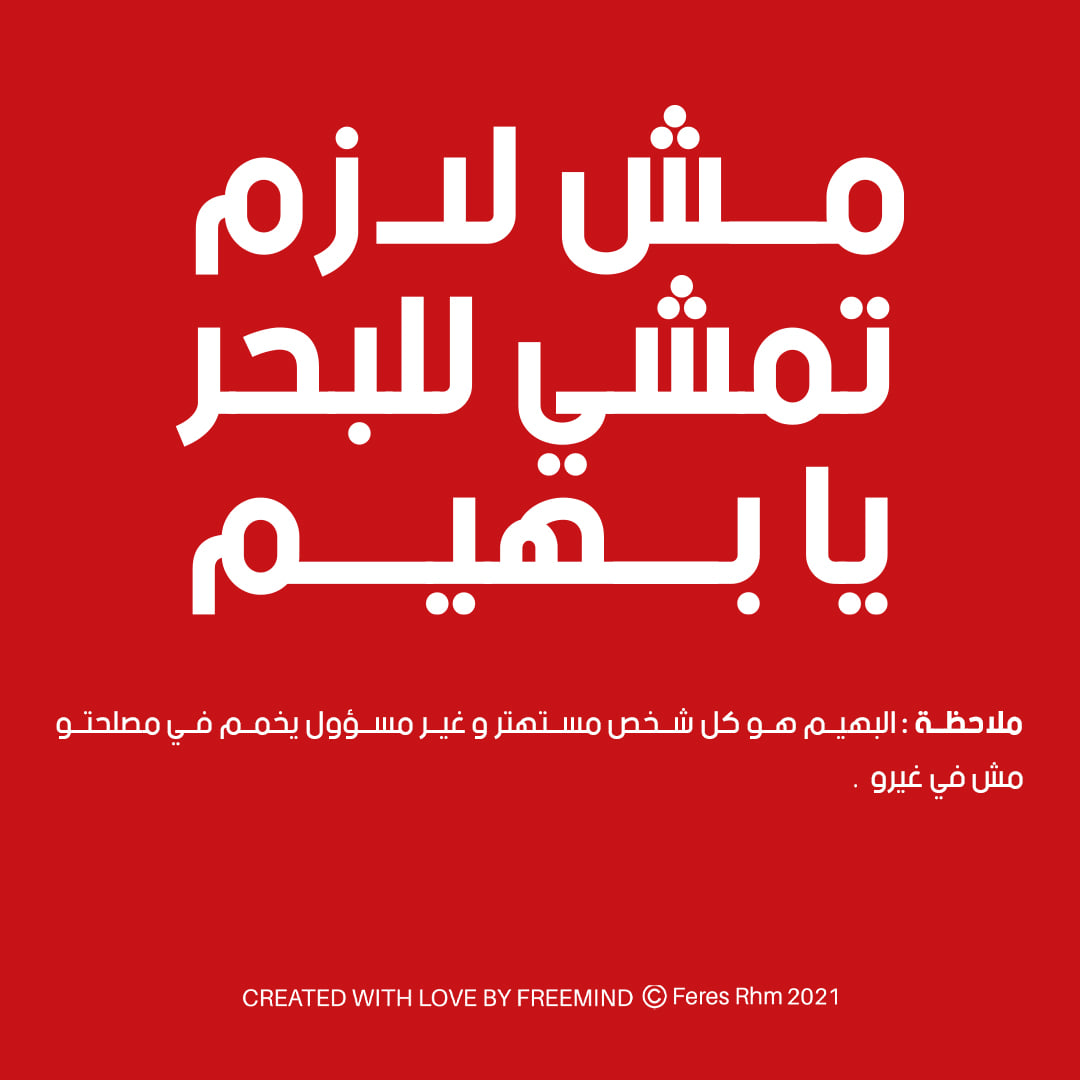 مش لازم
تمشي للبحر
يا بهيم
ملاحظة : البهيم هو كل شخص مستهتر و غير مسؤول يخمم في مصلحتو
مش في غيرو .
CREATED WITH LOVE BY FREEMIND © Feres Rhm 2021